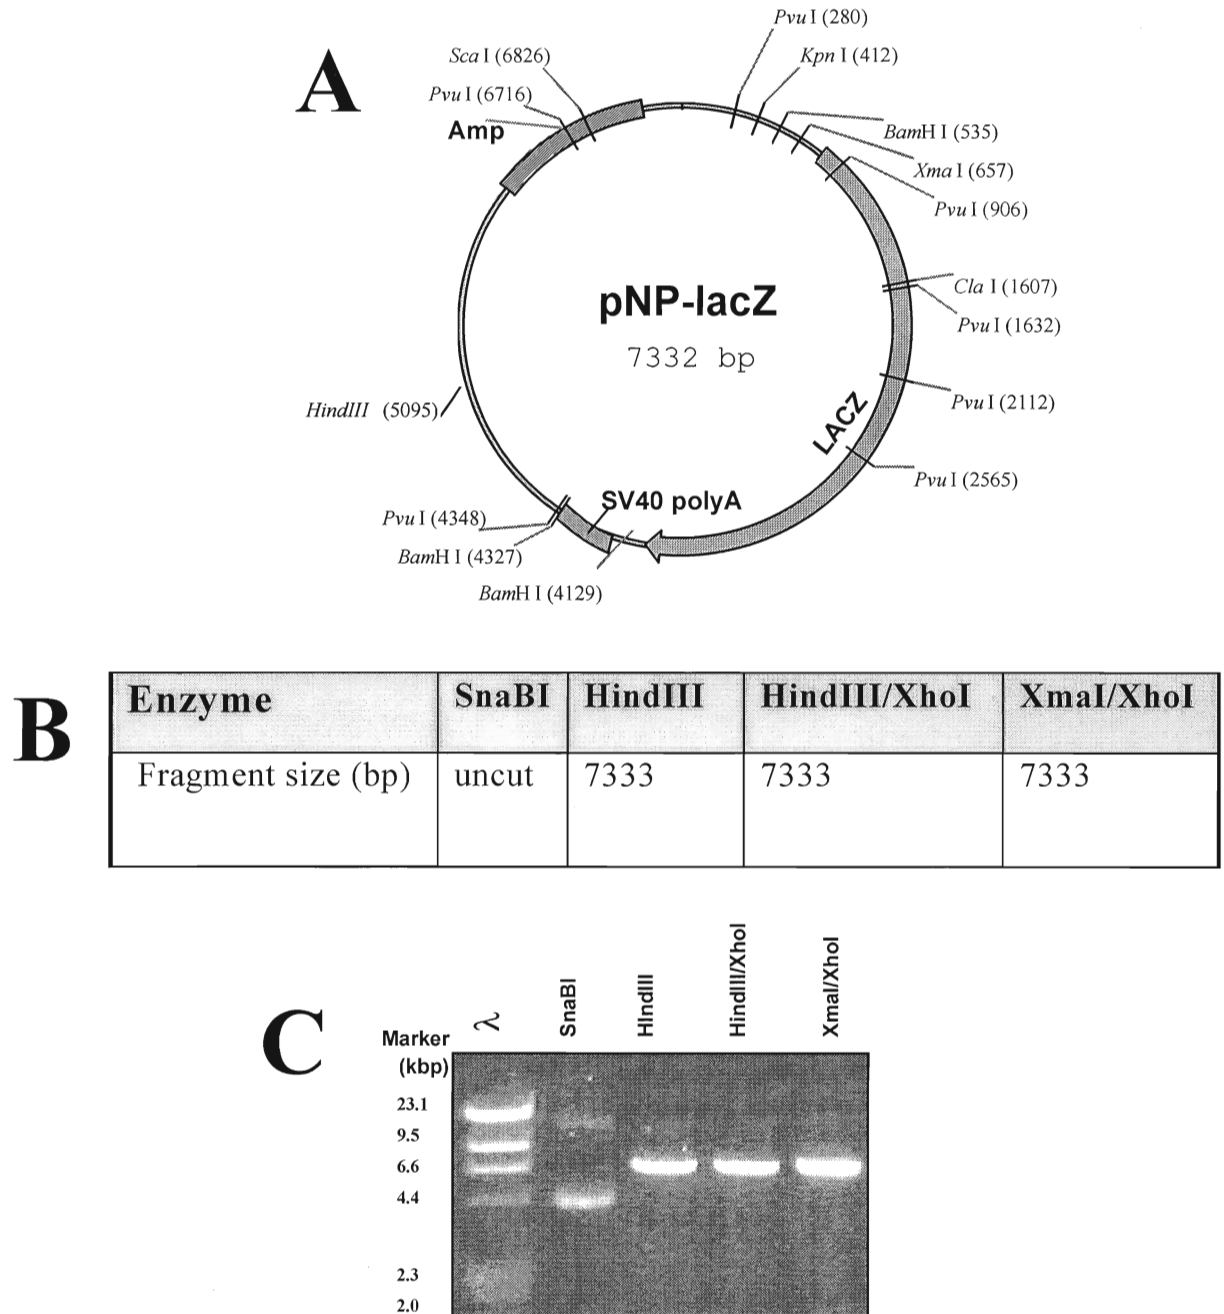 A
Pvu I (280)
Sca I (6826)
Kpn I (412)
Pvu I (6716)
Amp
BamH I (535)
Xma I (657)
Pvu I (906)
pNP-lacZ
7332 bp
Cla I (1607)
Pvu I (1632)
HindIII (5095)
Pvu I (2112)
LACZ
Pvu I (2565)
SV40 polyA
Pvu I (4348)
BamH I (4327)
BamH I (4129)
B
Enzyme SnaBI HindIII HindIII/XhoI XmaI/XhoI
Fragment size (bp) uncut 7333 7333 7333
C
Marker
(kbp)
λ
SnaBI
HIndIII
HindIII/XhoI
XmaI/XhoI
23.1
9.5
6.6
4.4
2.3
2.0